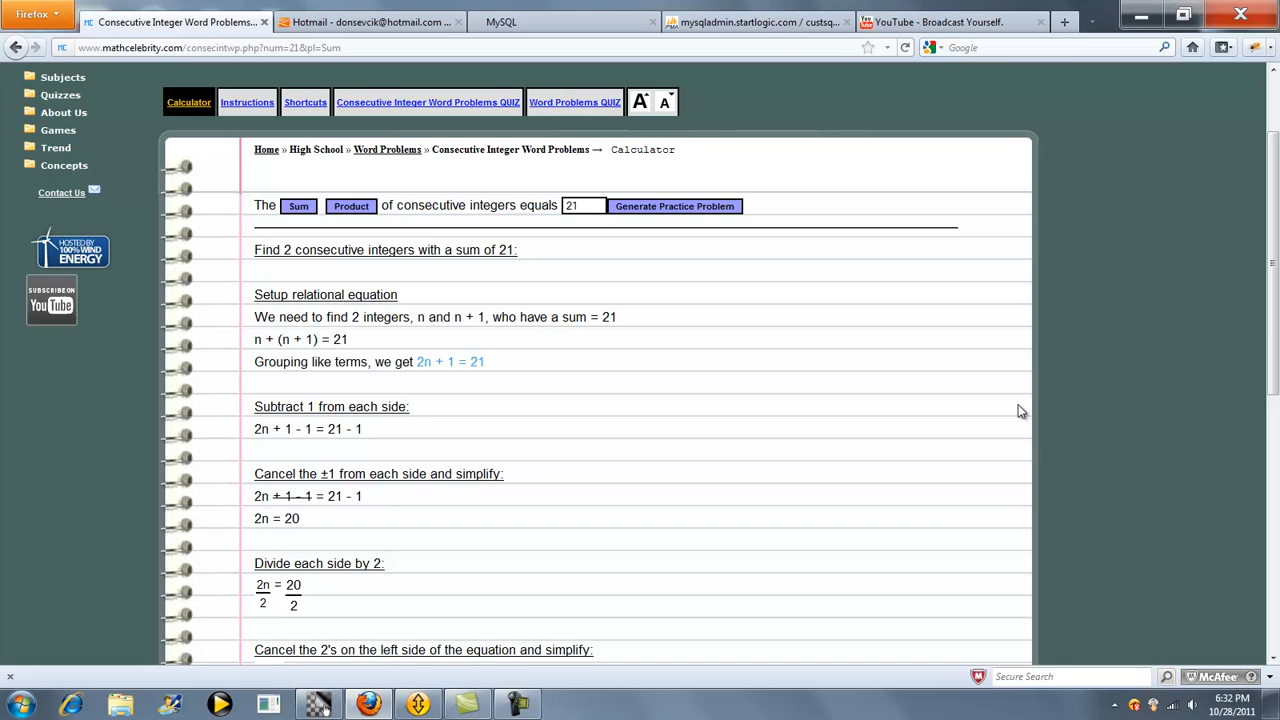 Firefox
Consecutive Integer Word Problems...
Hotmail - donsevcik@hotmail.com ...
MySQL
mysqladmin.startlogic.com / custsq...
YouTube - Broadcast Yourself.
www.mathcelebrity.com/consecintwp.php?num=21&pl=Sum
Google
Subjects
Quizzes
About Us
Games
Trend
Concepts
Contact Us
HOSTED BY
100% WIND
ENERGY
SUBSCRIBE ON
YouTube
Calculator Instructions Shortcuts Consecutive Integer Word Problems QUIZ Word Problems QUIZ A A
Home » High School » Word Problems » Consecutive Integer Word Problems → Calculator
The Sum Product of consecutive integers equals 21 Generate Practice Problem
Find 2 consecutive integers with a sum of 21:
Setup relational equation
We need to find 2 integers, n and n + 1, who have a sum = 21
n + (n + 1) = 21
Grouping like terms, we get 2n + 1 = 21
Subtract 1 from each side:
2n + 1 - 1 = 21 - 1
Cancel the ±1 from each side and simplify:
2n + 1 - 1 = 21 - 1
2n = 20
Divide each side by 2:
2n = 20
2 2
Cancel the 2's on the left side of the equation and simplify:
Secure Search
McAfee
6:32 PM
10/28/2011